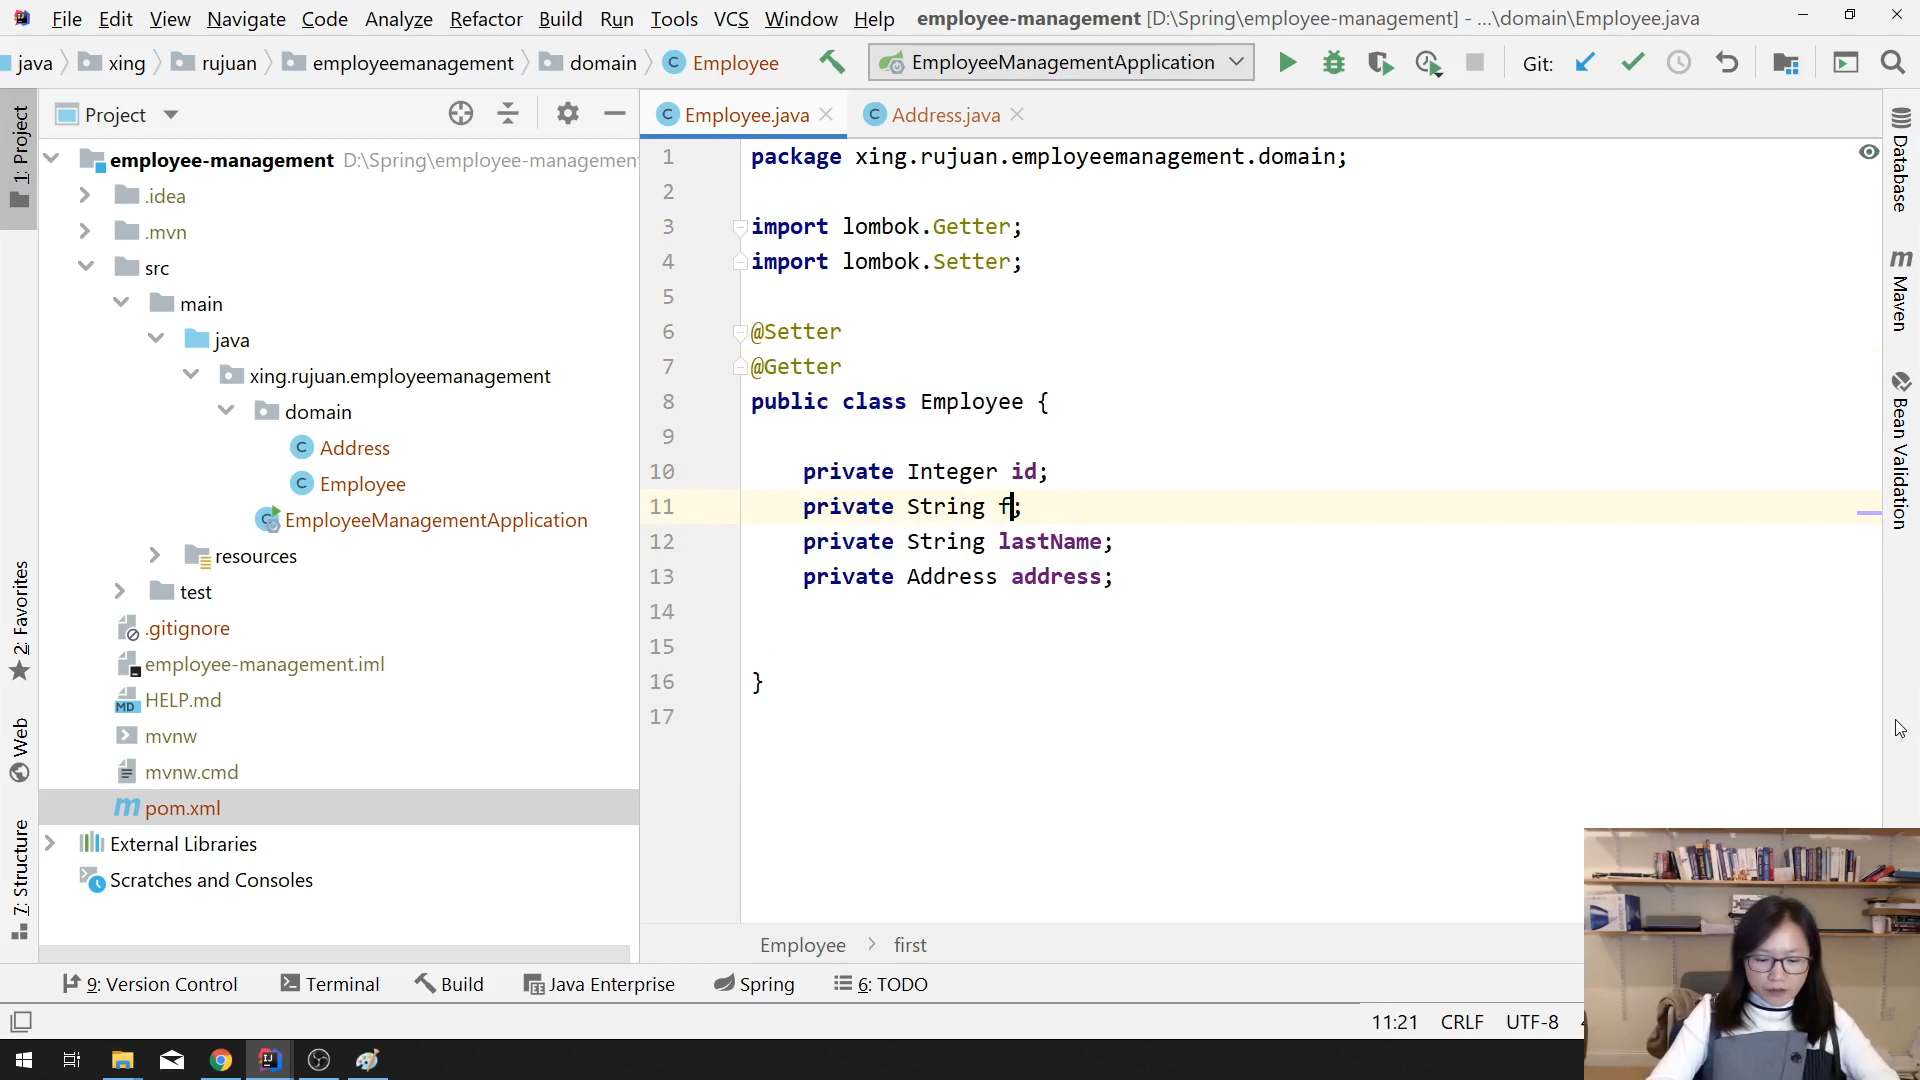 File Edit View Navigate Code Analyze Refactor Build Run Tools VCS Window Help employee-management [D:\Spring\employee-management] - ...\domain\Employee.java
java xing rujuan employeemanagement domain Employee EmployeeManagementApplication Git:
Project
Employee.java
Address.java
1: Project
2: Favorites
Web
7: Structure
employee-management D:\Spring\employee-managemen
.idea
.mvn
src
main
java
xing.rujuan.employeemanagement
domain
Address
Employee
EmployeeManagementApplication
resources
test
.gitignore
employee-management.iml
HELP.md
mvnw
mvnw.cmd
pom.xml
External Libraries
Scratches and Consoles
1 package xing.rujuan.employeemanagement.domain;
2
3 import lombok.Getter;
4 import lombok.Setter;
5
6 @Setter
7 @Getter
8 public class Employee {
9
10 private Integer id;
11 private String f;
12 private String lastName;
13 private Address address;
14
15
16 }
17
Employee > first
Database
Maven
Bean Validation
9: Version Control Terminal Build Java Enterprise Spring 6: TODO
11:21 CRLF UTF-8